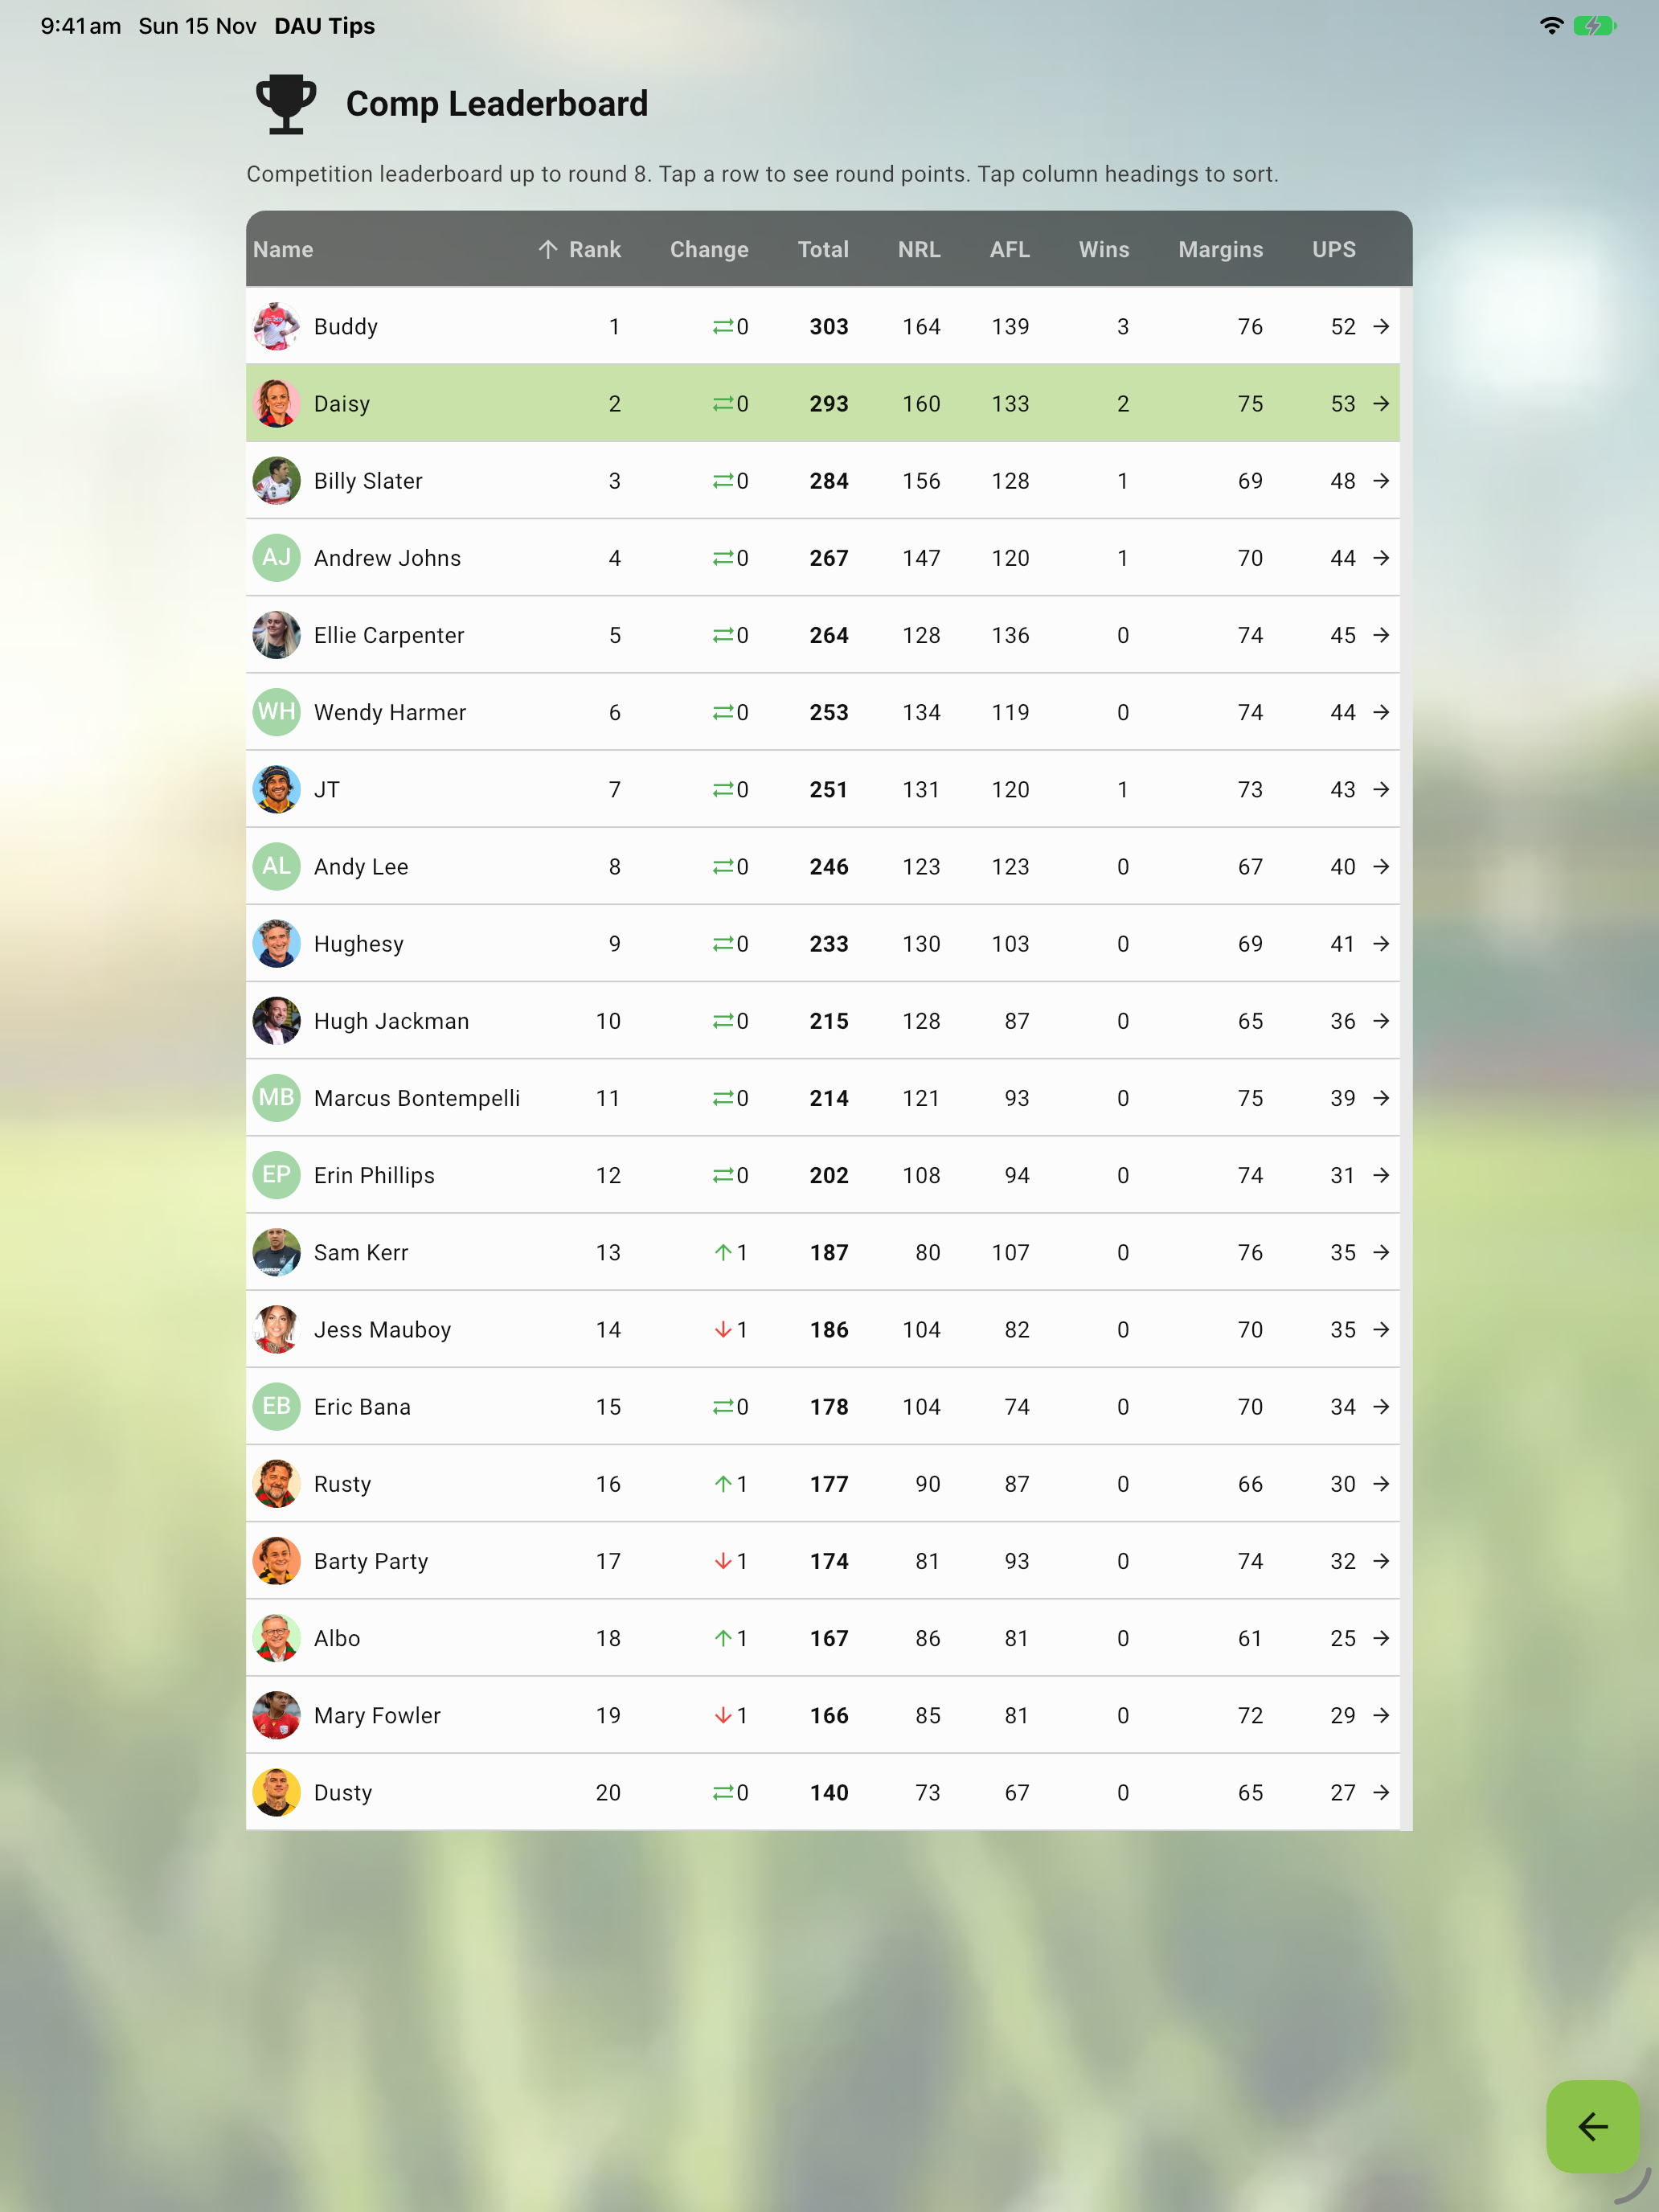 9:41 am Sun 15 Nov DAU Tips
Comp Leaderboard
Competition leaderboard up to round 8. Tap a row to see round points. Tap column headings to sort.
Name Rank Change Total NRL AFL Wins Margins UPS
Buddy 1 0 303 164 139 3 76 52
Daisy 2 0 293 160 133 2 75 53
Billy Slater 3 0 284 156 128 1 69 48
AJ Andrew Johns 4 0 267 147 120 1 70 44
Ellie Carpenter 5 0 264 128 136 0 74 45
WH Wendy Harmer 6 0 253 134 119 0 74 44
JT 7 0 251 131 120 1 73 43
AL Andy Lee 8 0 246 123 123 0 67 40
Hughesy 9 0 233 130 103 0 69 41
Hugh Jackman 10 0 215 128 87 0 65 36
MB Marcus Bontempelli 11 0 214 121 93 0 75 39
EP Erin Phillips 12 0 202 108 94 0 74 31
Sam Kerr 13 1 187 80 107 0 76 35
Jess Mauboy 14 1 186 104 82 0 70 35
EB Eric Bana 15 0 178 104 74 0 70 34
Rusty 16 1 177 90 87 0 66 30
Barty Party 17 1 174 81 93 0 74 32
Albo 18 1 167 86 81 0 61 25
Mary Fowler 19 1 166 85 81 0 72 29
Dusty 20 0 140 73 67 0 65 27